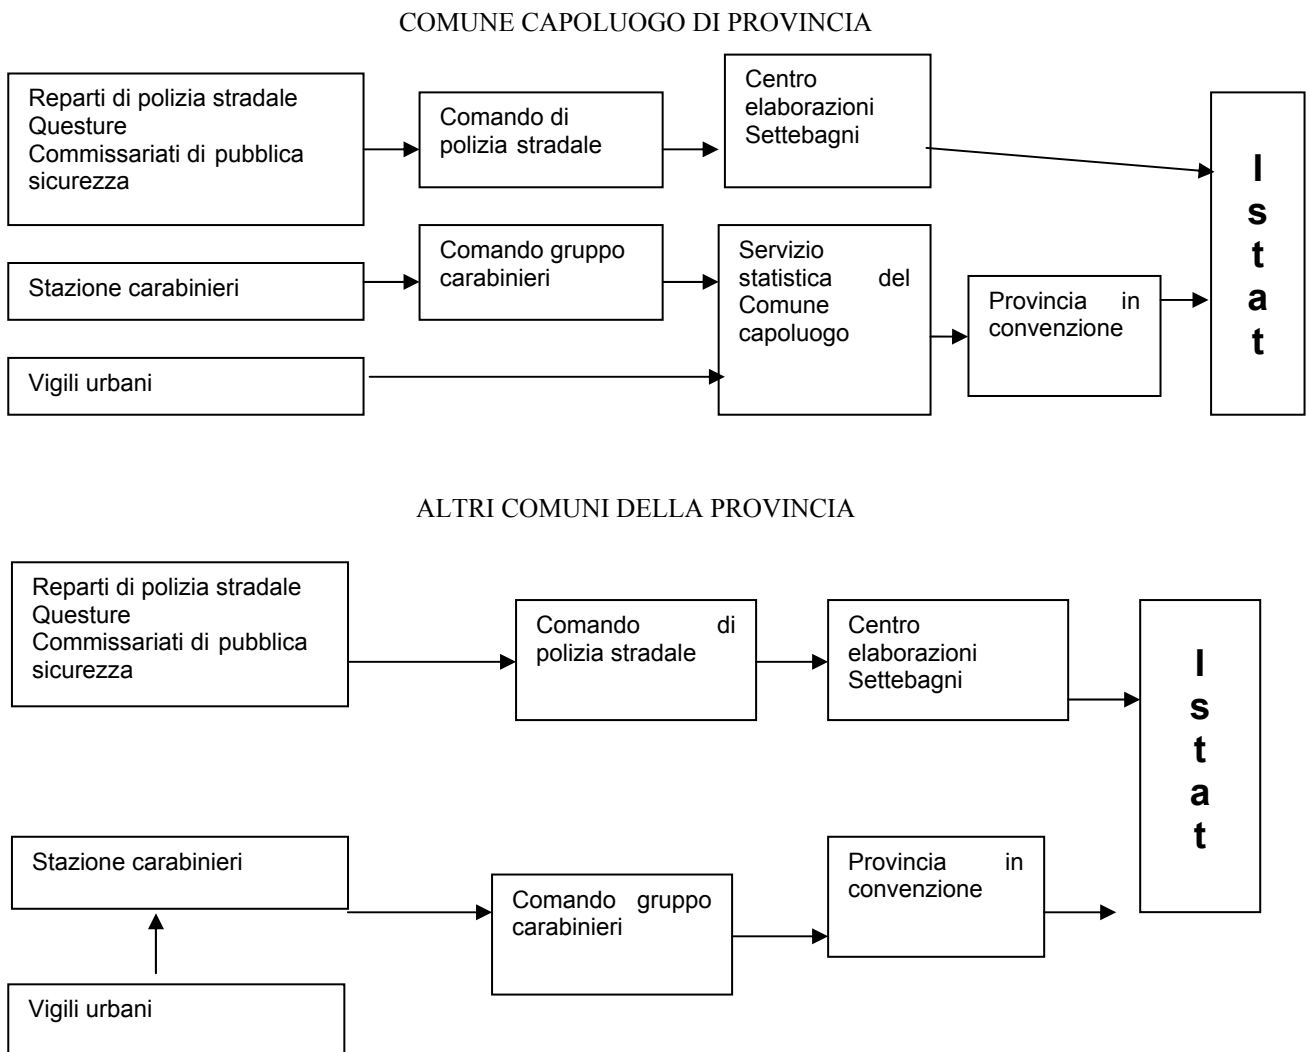 COMUNE CAPOLUOGO DI PROVINCIA
Reparti di polizia stradale
Questure
Commissariati di pubblica
sicurezza
Comando di
polizia stradale
Centro
elaborazioni
Settebagni
Istat
Stazione carabinieri
Comando gruppo
carabinieri
Servizio
statistica del
Comune
capoluogo
Provincia in
convenzione
Vigili urbani
ALTRI COMUNI DELLA PROVINCIA
Reparti di polizia stradale
Questure
Commissariati di pubblica
sicurezza
Comando di
polizia stradale
Centro
elaborazioni
Settebagni
Istat
Stazione carabinieri
Comando gruppo
carabinieri
Provincia in
convenzione
Vigili urbani